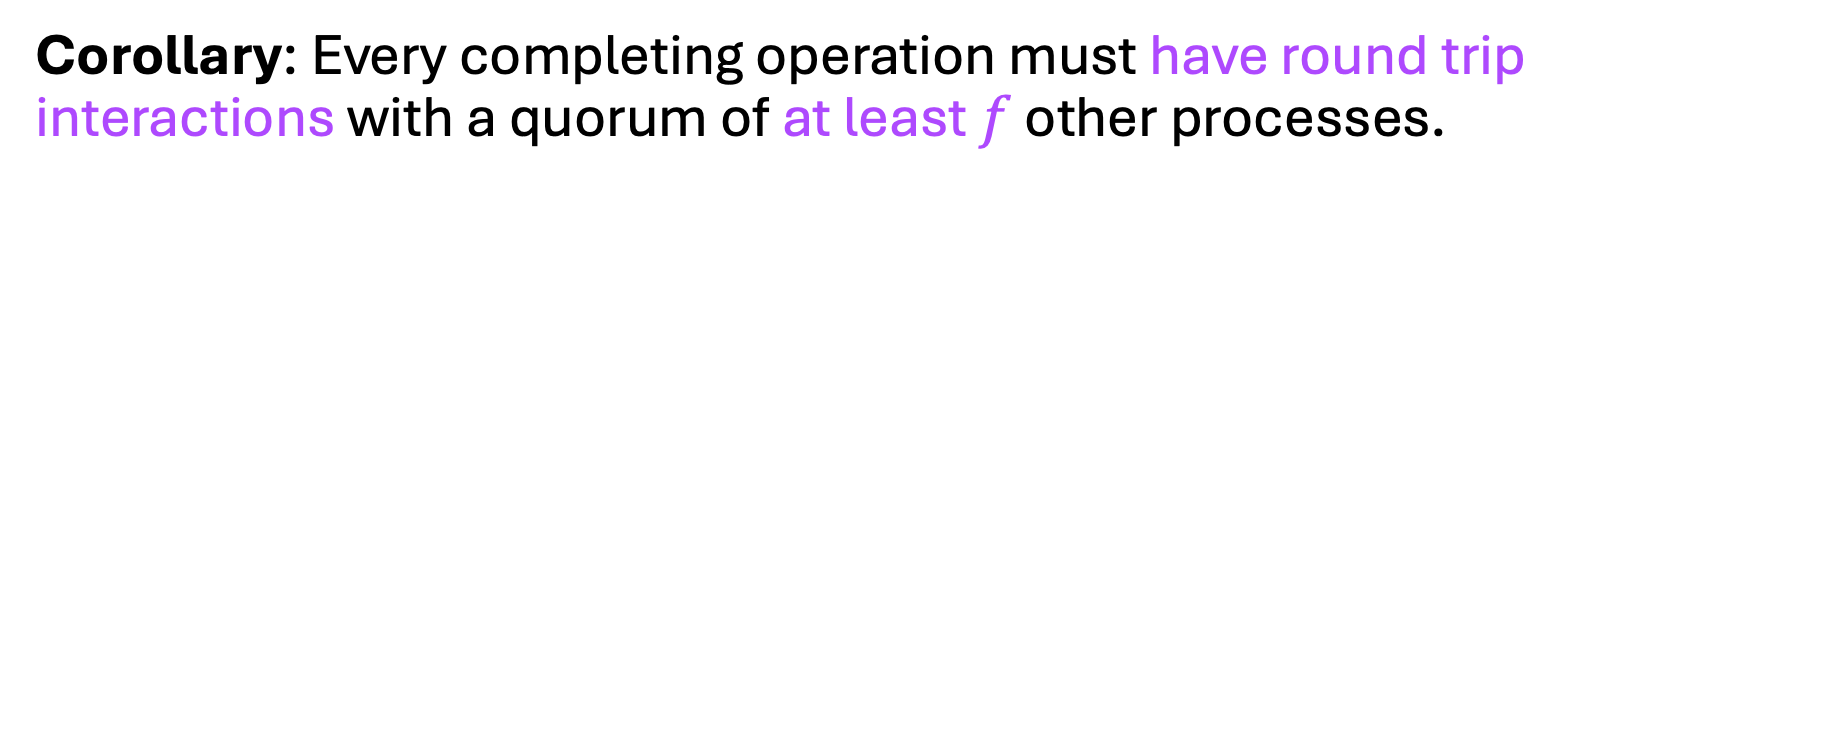 Corollary: Every completing operation must have round trip
interactions with a quorum of at least f other processes.